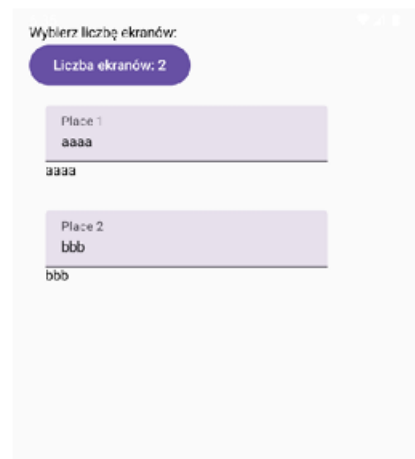 Wybierz liczbę ekranów:
Liczba ekranów: 2
Place 1
aaaa
aaaa
Place 2
bbb
bbb